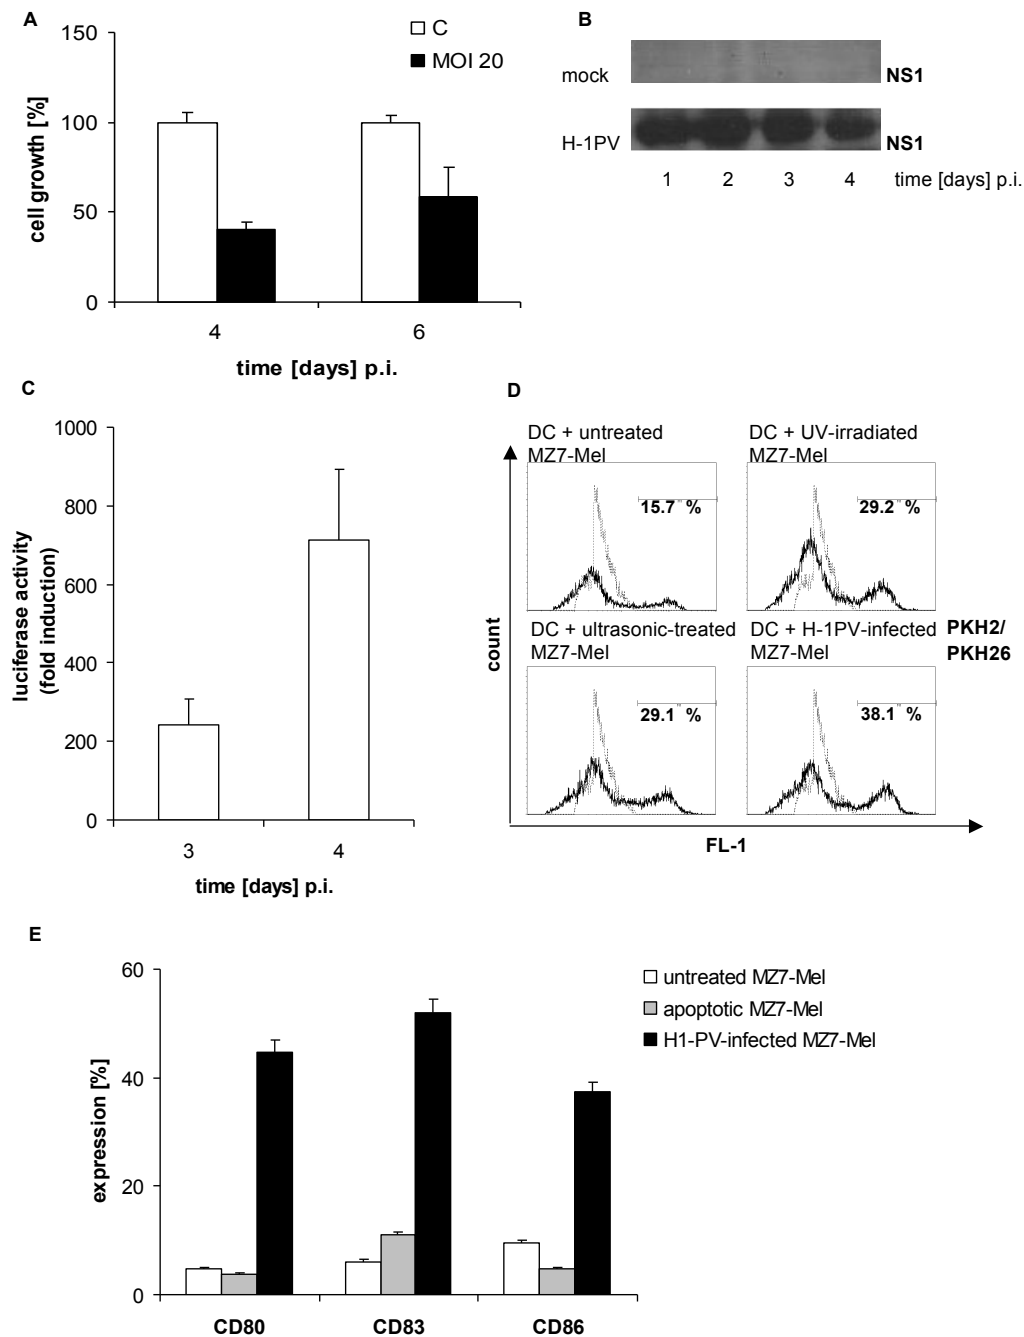 A
150
100
50
0
cell growth [%]
C
MOI 20
4 6
time [days] p.i.
B
mock NS1
H-1PV NS1
1 2 3 4 time [days] p.i.
C
1000
800
600
400
200
0
luciferase activity
(fold induction)
3 4
time [days] p.i.
D
DC + untreated
MZ7-Mel
15.7 %
DC + UV-irradiated
MZ7-Mel
29.2 %
DC + ultrasonic-treated
MZ7-Mel
29.1 %
DC + H-1PV-infected
MZ7-Mel
38.1 %
PKH2/
PKH26
count
FL-1
E
60
40
20
0
expression [%]
untreated MZ7-Mel
apoptotic MZ7-Mel
H1-PV-infected MZ7-Mel
CD80 CD83 CD86